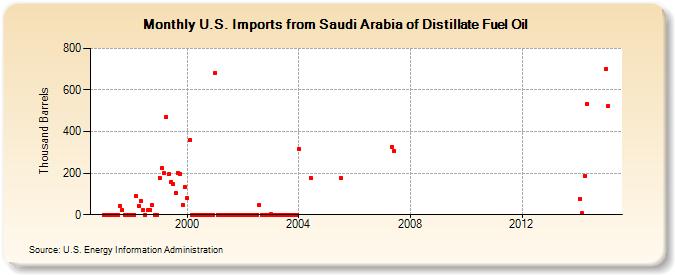 Monthly U.S. Imports from Saudi Arabia of Distillate Fuel Oil
Thousand Barrels
800
600
400
200
0
2000 2004 2008 2012
Source: U.S. Energy Information Administration